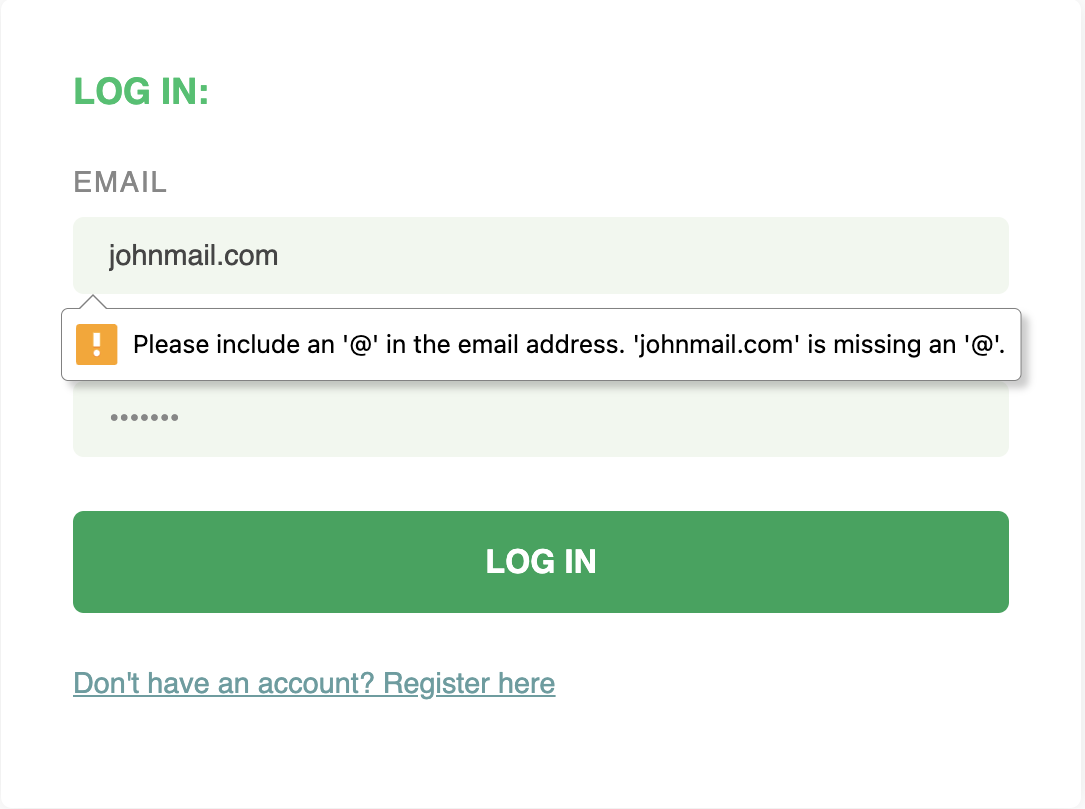 LOG IN:
EMAIL
johnmail.com
Please include an '@' in the email address. 'johnmail.com' is missing an '@'.
•••••••
LOG IN
Don't have an account? Register here